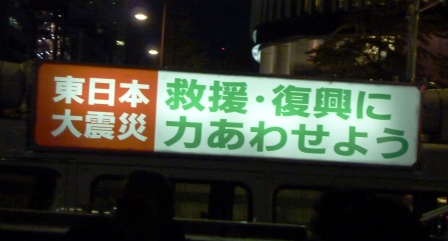 東日本
大震災
救援・復興に
力あわせよう